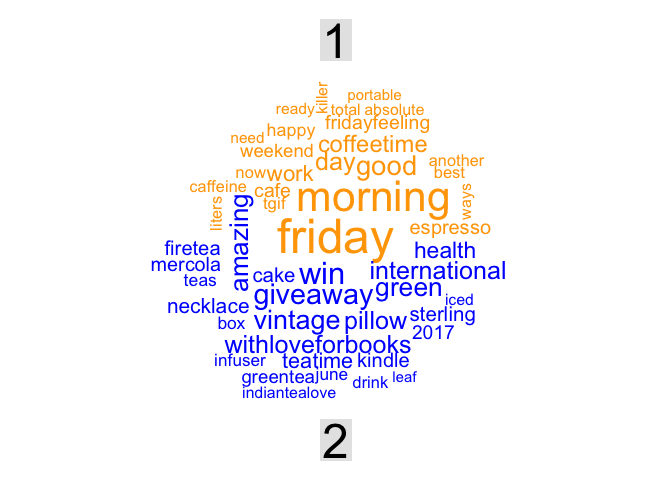 1
killer
portable
ready
total absolute
need
happy
fridayfeeling
weekend
coffeetime
now
work
day
good
another
best
caffeine
cafe
tgif
morning
ways
liters
friday
espresso
amazing
firetea
health
mercola
teas
cake
win
international
giveaway
green
iced
necklace
box
vintage
pillow
sterling
2017
withloveforbooks
infuser
teatime
kindle
greentea
june
drink
leaf
indiantealove
2